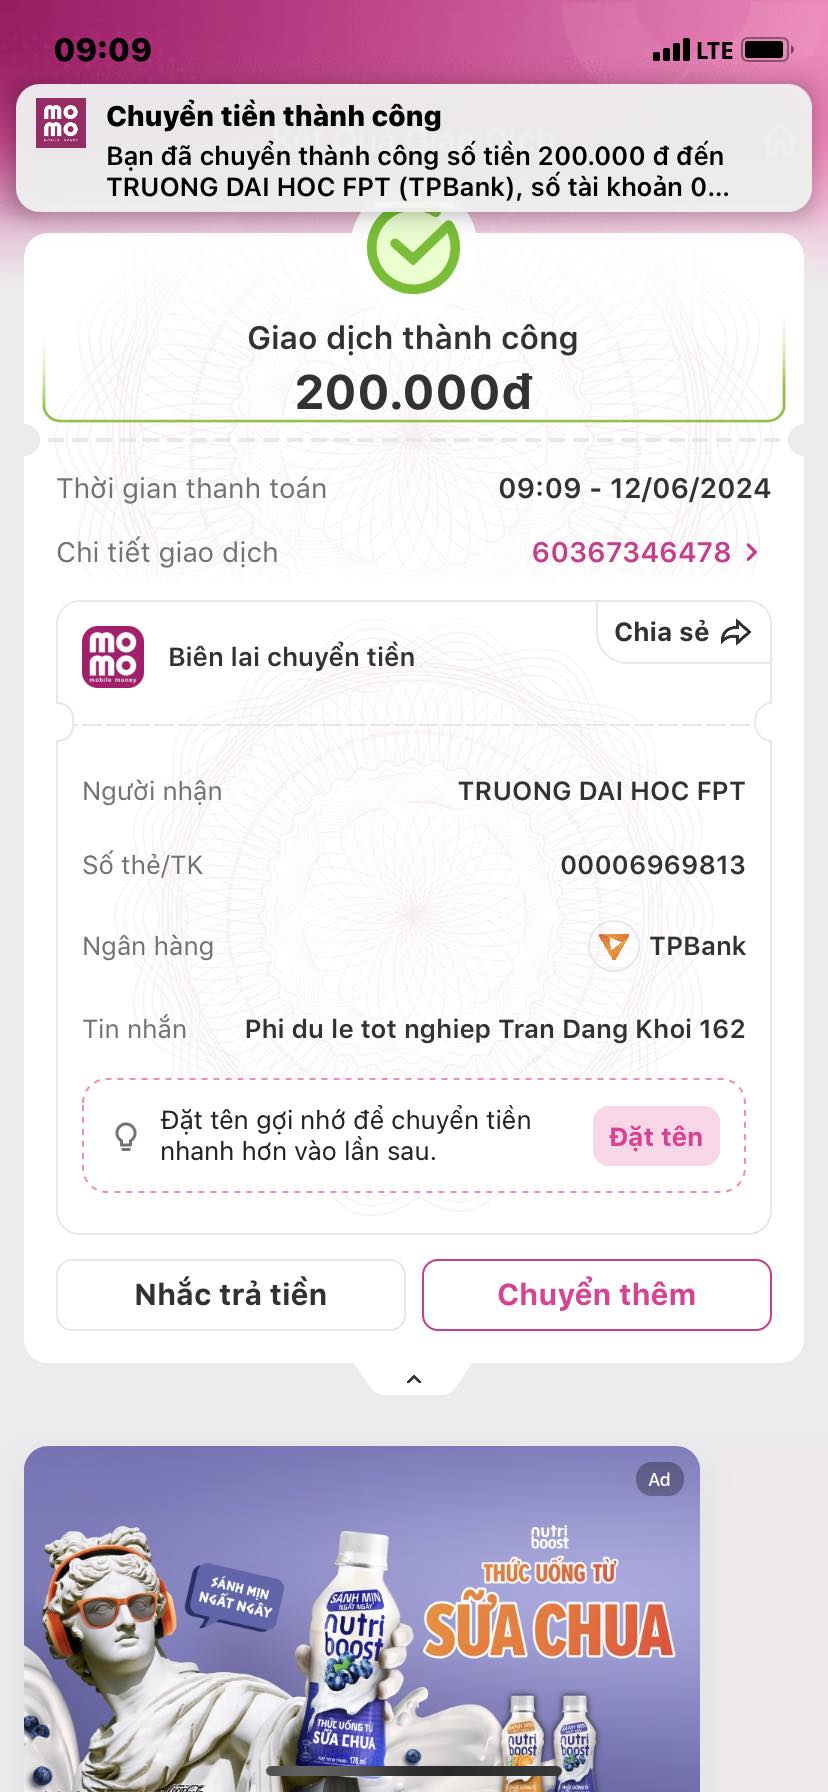 09:09
LTE
MO
MO
Chuyển tiền thành công
Bạn đã chuyển thành công số tiền 200.000 đ đến
TRUONG DAI HOC FPT (TPBank), số tài khoản 0...
Giao dịch thành công
200.000đ
Thời gian thanh toán 09:09 - 12/06/2024
Chi tiết giao dịch 60367346478
Chia sẻ
mo
mo
mobile money
Biên lai chuyển tiền
Người nhận TRUONG DAI HOC FPT
Số thẻ/TK 00006969813
Ngân hàng TPBank
Tin nhắn Phi du le tot nghiep Tran Dang Khoi 162
Đặt tên gợi nhớ để chuyển tiền
nhanh hơn vào lần sau.
Đặt tên
Nhắc trả tiền
Chuyển thêm
Ad
nutri
boost
THỨC UỐNG TỪ
SỮA CHUA
SÁNH MỊN
NGẤT NGÂY
SÁNH MỊN
NGẤT NGÂY
nutri
boost
THỨC UỐNG TỪ
SỮA CHUA
nutri
boost
nutri
boost